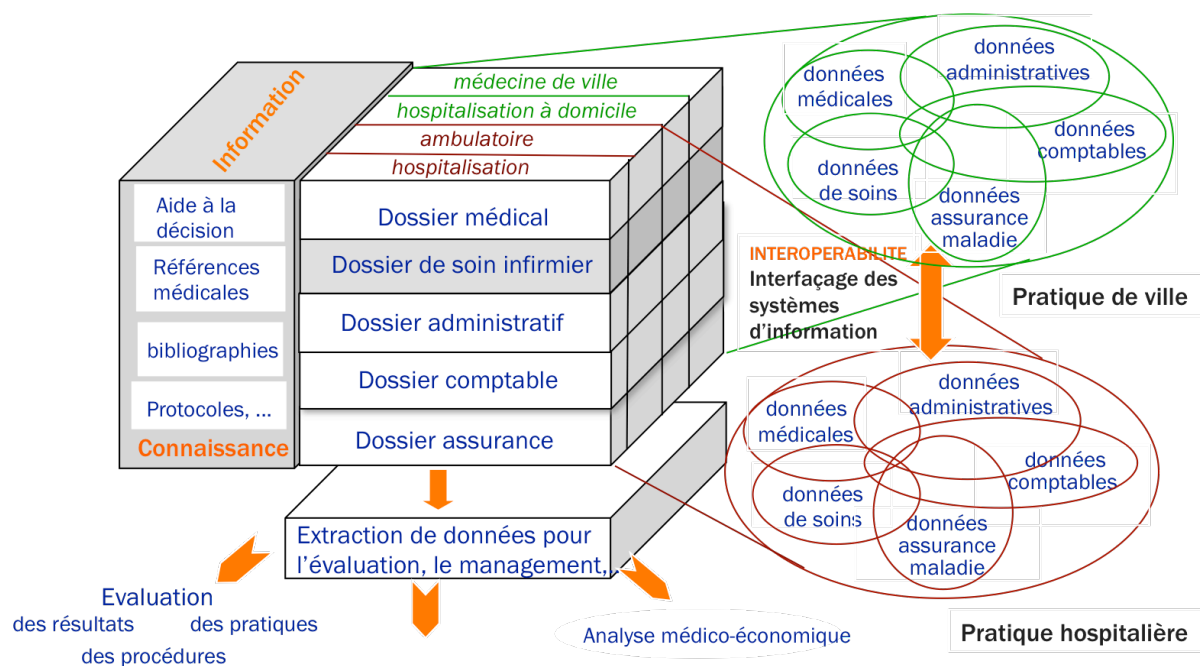 Information
médecine de ville
hospitalisation à domicile
ambulatoire
hospitalisation
Aide à la
décision
Références
médicales
bibliographies
Protocoles, ...
Connaissance
Dossier médical
Dossier de soin infirmier
Dossier administratif
Dossier comptable
Dossier assurance
Extraction de données pour
l'évaluation, le management,..
Evaluation
des résultats
des pratiques
des procédures
Analyse médico-économique
données
administratives
données
médicales
données
comptables
données
de soins
données
assurance
maladie
INTEROPERABILITE
Interfaçage des
systèmes
d'information
Pratique de ville
données
administratives
données
médicales
données
comptables
données
de soins
données
assurance
maladie
Pratique hospitalière